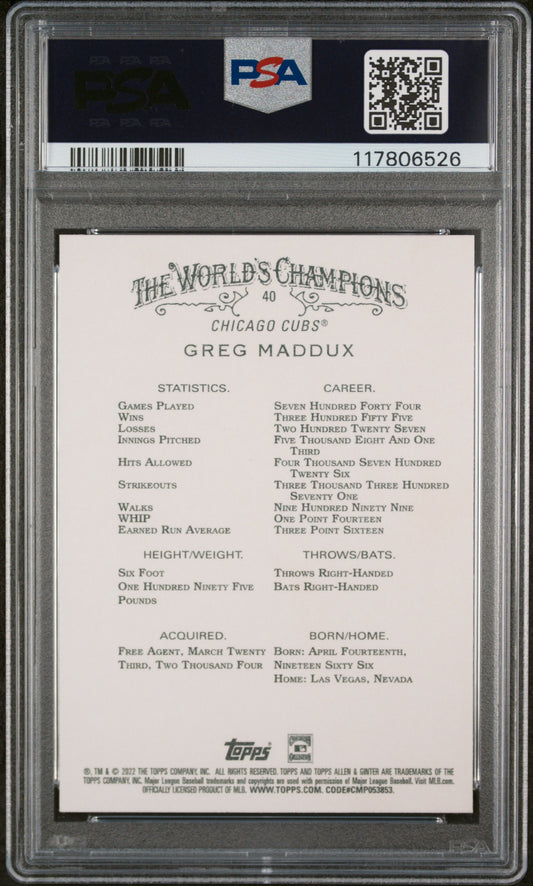 PSA PSA PSA
PSA
PSA PSA PSA
PSA
117806526
THE WORLD'S CHAMPIONS
40
CHICAGO CUBS®
GREG MADDUX
STATISTICS. CAREER.
GAMES PLAYED SEVEN HUNDRED FORTY FOUR
WINS THREE HUNDRED FIFTY FIVE
LOSSES TWO HUNDRED TWENTY SEVEN
INNINGS PITCHED FIVE THOUSAND EIGHT AND ONE
THIRD
HITS ALLOWED FOUR THOUSAND SEVEN HUNDRED
TWENTY SIX
STRIKEOUTS THREE THOUSAND THREE HUNDRED
SEVENTY ONE
WALKS NINE HUNDRED NINETY NINE
WHIP ONE POINT FOURTEEN
EARNED RUN AVERAGE THREE POINT SIXTEEN
HEIGHT/WEIGHT. THROWS/BATS.
SIX FOOT THROWS RIGHT-HANDED
ONE HUNDRED NINETY FIVE BATS RIGHT-HANDED
POUNDS
ACQUIRED. BORN/HOME.
FREE AGENT, MARCH TWENTY BORN: APRIL FOURTEENTH,
THIRD, TWO THOUSAND FOUR NINETEEN SIXTY SIX
HOME: LAS VEGAS, NEVADA
topps
®, TM & © 2022 THE TOPPS COMPANY, INC. ALL RIGHTS RESERVED. TOPPS AND TOPPS ALLEN & GINTER ARE TRADEMARKS OF THE
TOPPS COMPANY, INC. Major League Baseball trademarks and copyrights are used with permission of Major League Baseball. Visit MLB.com.
OFFICIALLY LICENSED PRODUCT OF MLB. WWW.TOPPS.COM. CODE#CMP053853.
PSA